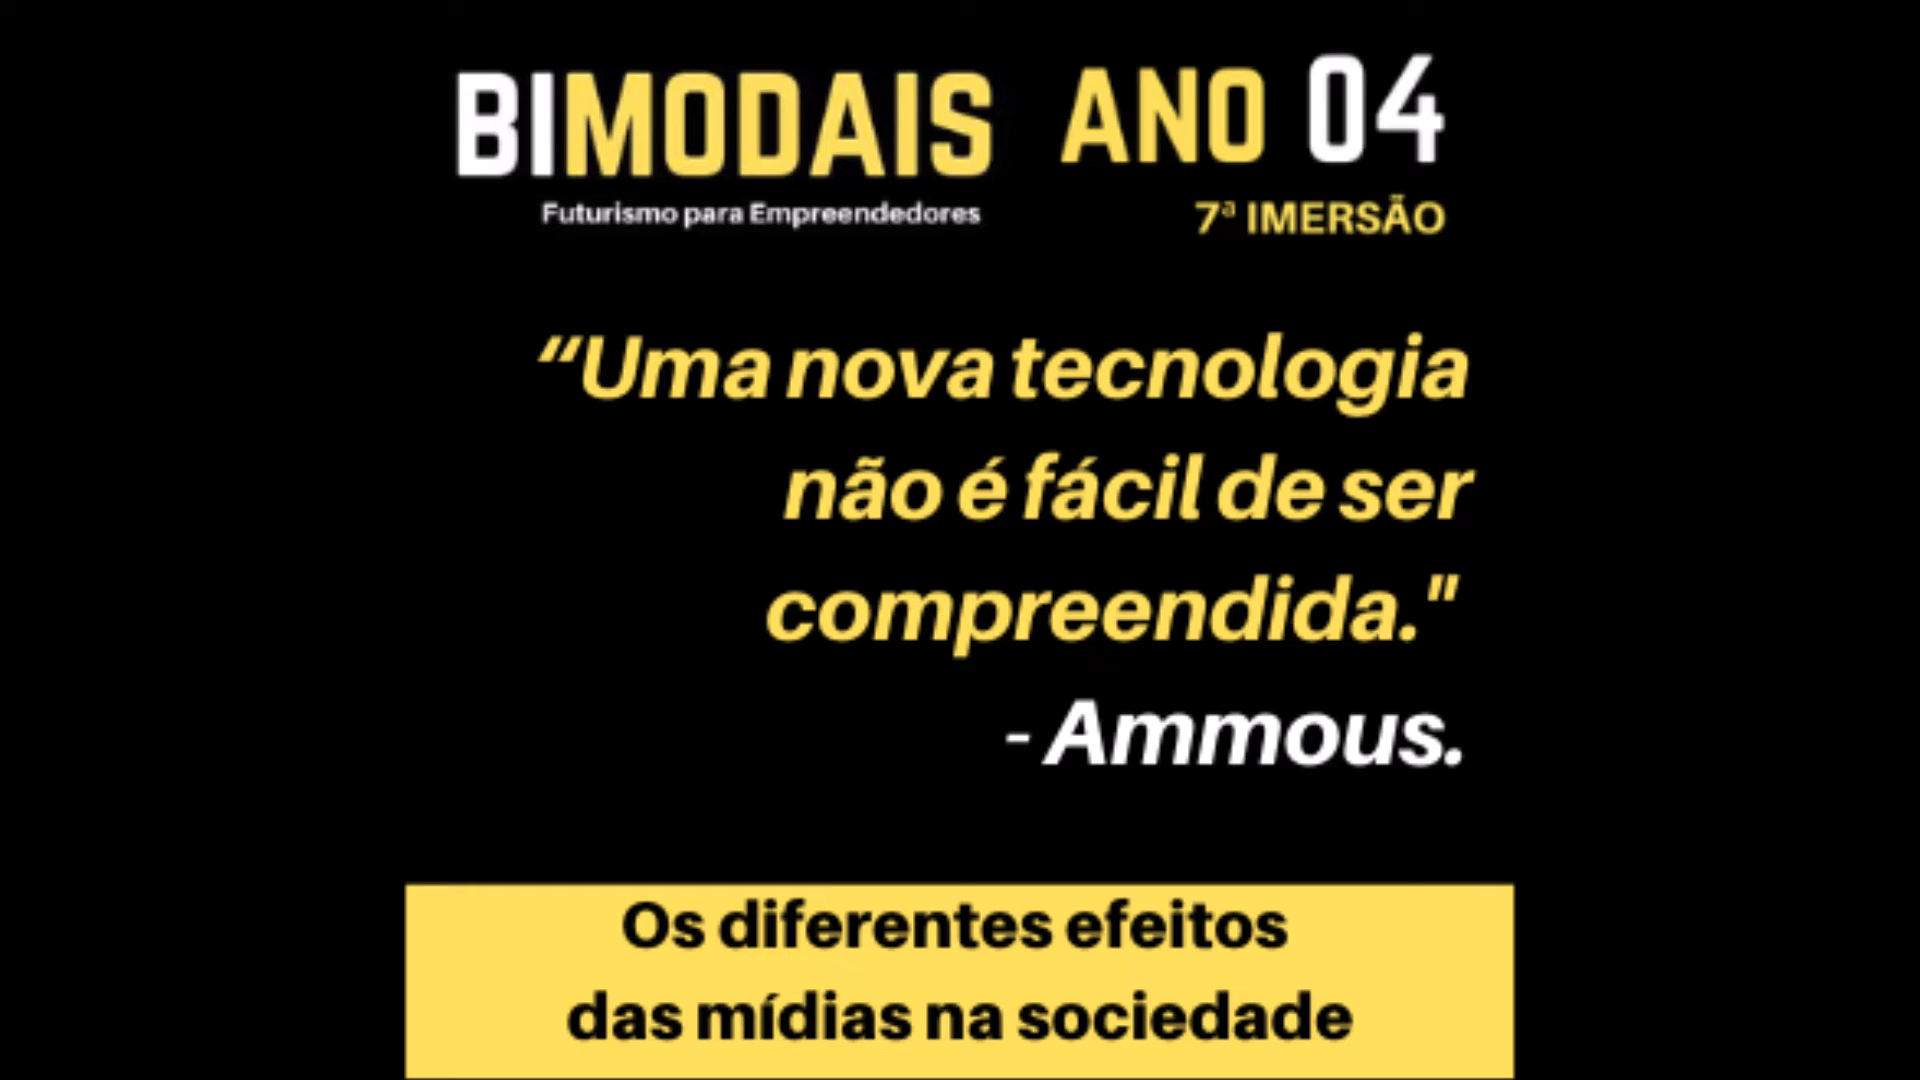 BIMODAIS ANO 04
Futurismo para Empreendedores 7ª IMERSÃO
“Uma nova tecnologia
não é fácil de ser
compreendida."
- Ammous.
Os diferentes efeitos
das mídias na sociedade